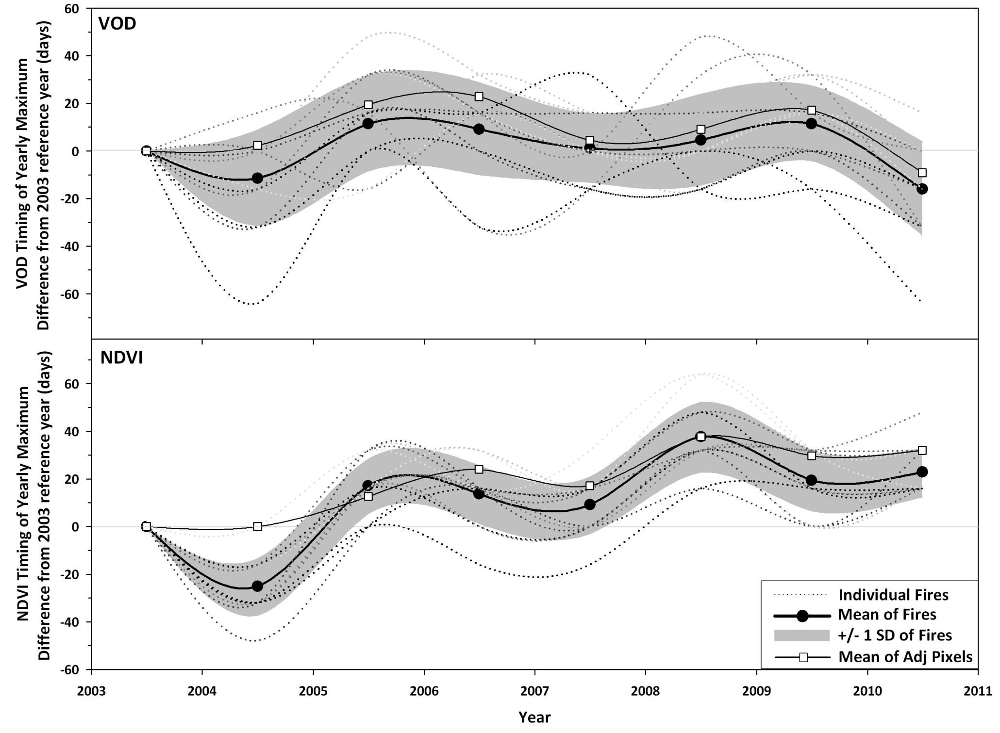 VOD
VOD Timing of Yearly Maximum
Difference from 2003 reference year (days)
60
40
20
0
-20
-40
-60
NDVI
NDVI Timing of Yearly Maximum
Difference from 2003 reference year (days)
60
40
20
0
-20
-40
-60
Individual Fires
Mean of Fires
+/- 1 SD of Fires
Mean of Adj Pixels
2003 2004 2005 2006 2007 2008 2009 2010 2011
Year